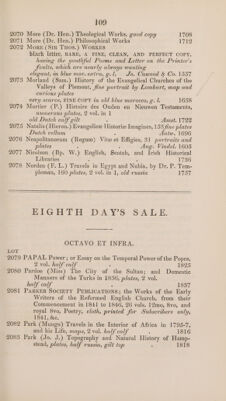 109
2070 More (Dr. Hen.) Theological Works, good copy 1708
2071 More (Dr. Hen.) Philosophical Works 1712
2072 MORE (SIR THOS.) WORKS
black letter, RARE, A FINE, CLEAN, AND PERFECT COPY,
having the youthful Poems and Letter on the Printer's
faults, which are nearly always wanting
elegant, in blue mor. extra, g. l. Jo. Cawood & Co. 1557
2073 Morland (Sam.) History of the Evangelical Churches of the
Valleys of Piemont, fine portrait by Lombart, map and
curious plates
very scarce, FINE COPY in old blue morocco, g. l. 1658
2074 Mortier (P.) Histoire des Ouden en Nieuwen Testaments,
numerous plates, 2 vol. in 1
old Dutch calf gilt Amst. 1722
2075 Natalis (Hieron.) Evangelicæ Historiæ Imagines, 153 fine plates
Dutch vellum Antv. 1596
2076 Neapolitanorum (Regum) Vitæ et Effigies, 31 portraits and
plates Aug. Vindel. 1605
2077 Nicolson (Bp. W.) English, Scotch, and Irish Historical
Libraries 1736
2078 Norden (F. L.) Travels in Egypt and Nubia, by Dr. P. Tem-
pleman, 160 plates, 2 vol. in 1, old russia 1757
EIGHTH DAY'S SALE.
OCTAVO ET INFRA.
LOT
2079 PAPAL Power; or Essay on the Temporal Power of the Popes,
2 vol. half calf 1825
2080 Pardoe (Miss) The City of the Sultan; and Domestic
Manners of the Turks in 1836, plates, 2 vol.
half calf 1837
2081 PARKER SOCIETY PUBLICATIONS; the Works of the Early
Writers of the Reformed English Church, from their
Commencement in 1841 to 1846, 26 vols. 12mo, 8vo, and
royal 8vo, Poetry, cloth, printed for Subscribers only,
1841, &c.
2082 Park (Mungo) Travels in the Interior of Africa in 1795-7,
and his Life, maps, 2 vol. half calf 1816
2083 Park (Jo. J.) Topography and Natural History of Hamp-
stead, plates, half russia, gilt top 1818